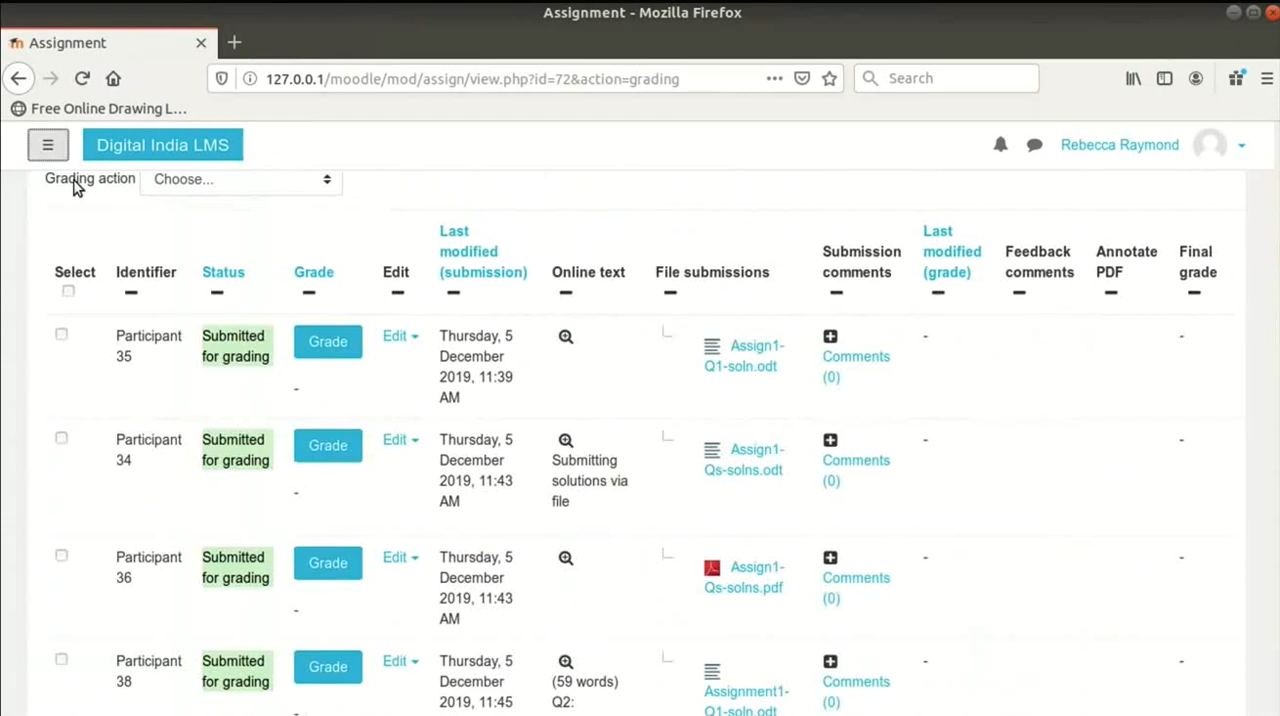 Assignment - Mozilla Firefox
Assignment
127.0.0.1/moodle/mod/assign/view.php?id=72&action=grading
Search
Free Online Drawing L...
Digital India LMS
Rebecca Raymond
Grading action
Choose...
Select
Identifier
Status
Grade
Edit
Last
modified
(submission)
Online text
File submissions
Submission
comments
Last
modified
(grade)
Feedback
comments
Annotate
PDF
Final
grade
Participant
35
Submitted
for grading
Grade
-
Edit
Thursday, 5
December
2019, 11:39
AM
Assign1-
Q1-soln.odt
Comments
(0)
-
-
Participant
34
Submitted
for grading
Grade
-
Edit
Thursday, 5
December
2019, 11:43
AM
Submitting
solutions via
file
Assign1-
Qs-solns.odt
Comments
(0)
-
-
Participant
36
Submitted
for grading
Grade
-
Edit
Thursday, 5
December
2019, 11:43
AM
Assign1-
Qs-solns.pdf
Comments
(0)
-
-
Participant
38
Submitted
for grading
Grade
-
Edit
Thursday, 5
December
2019, 11:45
(59 words)
Q2:
Assignment1-
Q1-soln.odt
Comments
(0)
-
-